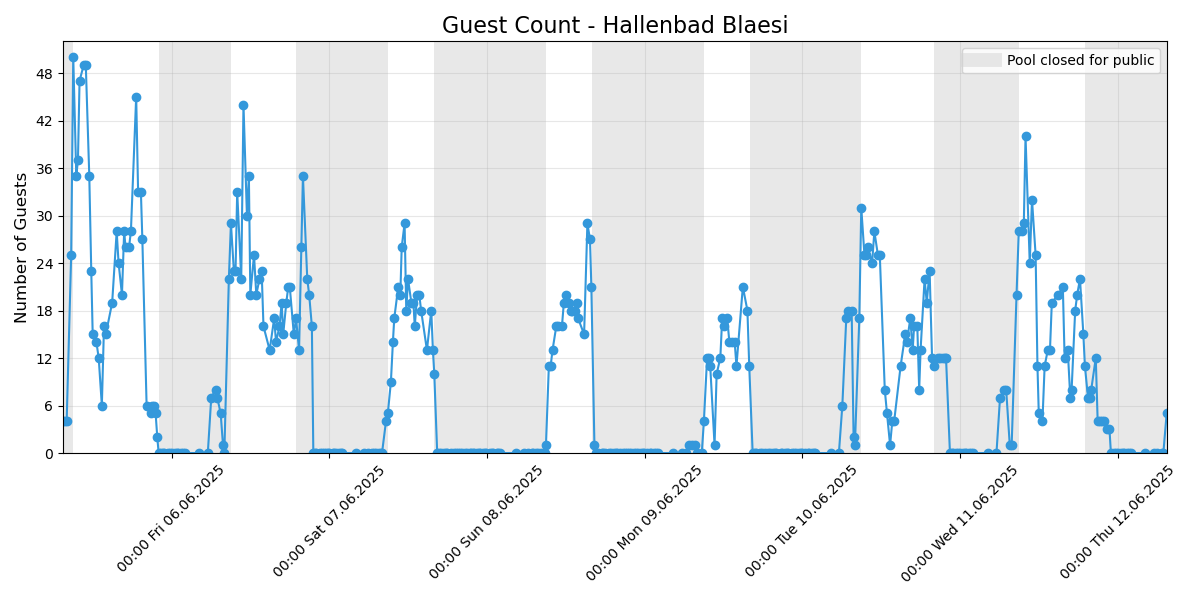 Guest Count - Hallenbad Blaesi
Pool closed for public
Number of Guests
48
42
36
30
24
18
12
6
0
00:00 Fri 06.06.2025
00:00 Sat 07.06.2025
00:00 Sun 08.06.2025
00:00 Mon 09.06.2025
00:00 Tue 10.06.2025
00:00 Wed 11.06.2025
00:00 Thu 12.06.2025